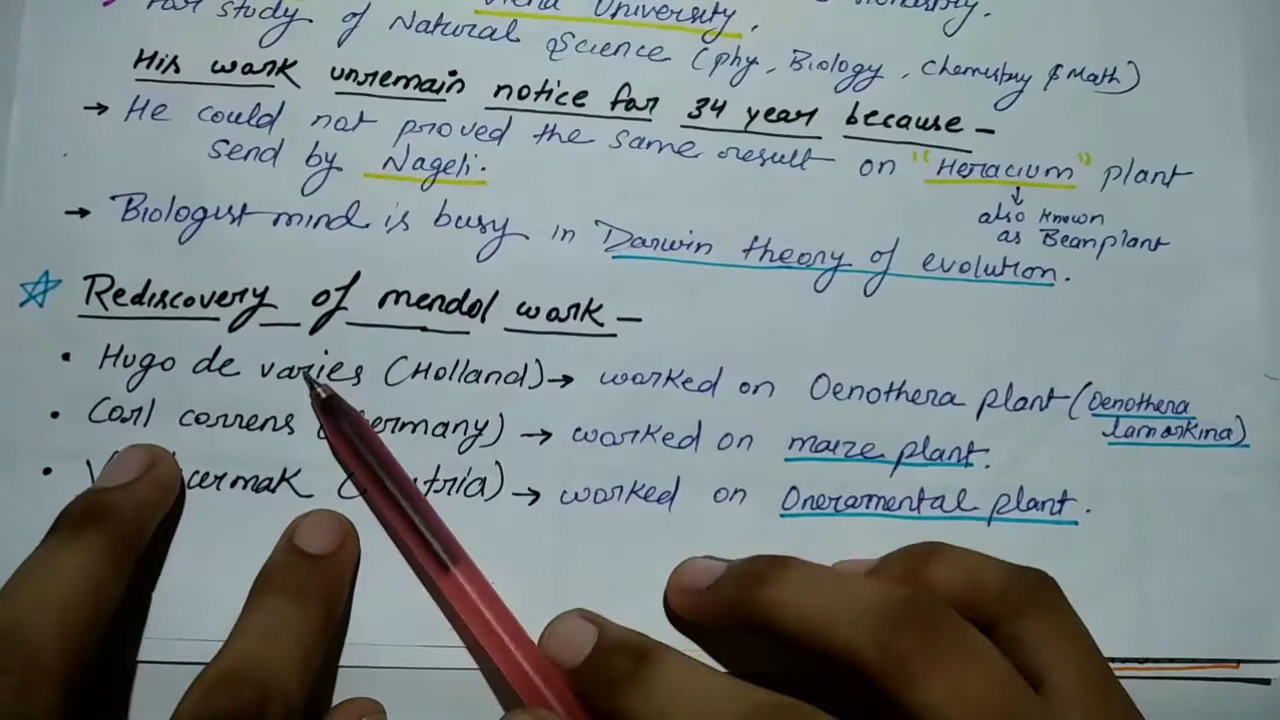 For study of Natural Science (phy, Biology, Chemistry & Math)
University.
His work unremain notice for 34 year because -
→ He could not proved the same result on "Heracium" plant
send by Nageli.
also known
as Beanplant
→ Biologist mind is busy in Darwin theory of evolution.
☆ Rediscovery of mendol work -
• Hugo de varies (Holland) → worked on Oenothera plant (Oenothera
lamarkina)
• Carl correns Germany) → worked on maize plant.
• → worked on Oneramental plant.